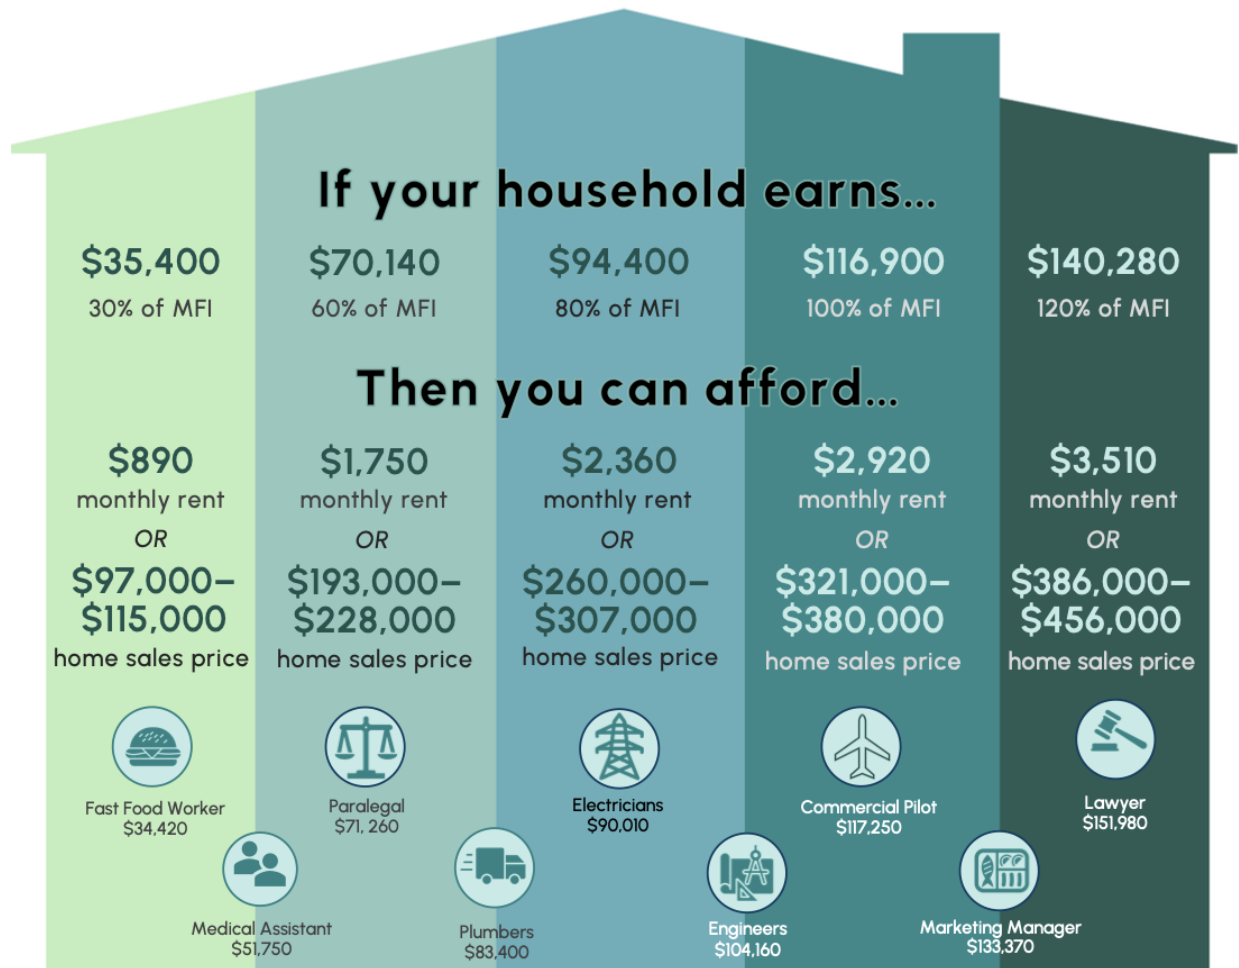 If your household earns...
$35,400
30% of MFI
$70,140
60% of MFI
$94,400
80% of MFI
$116,900
100% of MFI
$140,280
120% of MFI
Then you can afford...
$890
monthly rent
OR
$97,000–
$115,000
home sales price
$1,750
monthly rent
OR
$193,000–
$228,000
home sales price
$2,360
monthly rent
OR
$260,000–
$307,000
home sales price
$2,920
monthly rent
OR
$321,000–
$380,000
home sales price
$3,510
monthly rent
OR
$386,000–
$456,000
home sales price
Fast Food Worker
$34,420
Paralegal
$71, 260
Electricians
$90,010
Commercial Pilot
$117,250
Lawyer
$151,980
Medical Assistant
$51,750
Plumbers
$83,400
Engineers
$104,160
Marketing Manager
$133,370